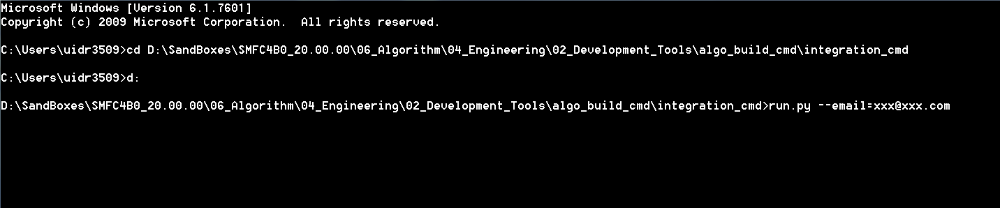 Microsoft Windows [Version 6.1.7601]
Copyright (c) 2009 Microsoft Corporation.  All rights reserved.
C:\Users\uidr3509>cd D:\SandBoxes\SMFC4B0_20.00.00\06_Algorithm\04_Engineering\02_Development_Tools\algo_build_cmd\integration_cmd
C:\Users\uidr3509>d:
D:\SandBoxes\SMFC4B0_20.00.00\06_Algorithm\04_Engineering\02_Development_Tools\algo_build_cmd\integration_cmd>run.py --email=xxx@xxx.com